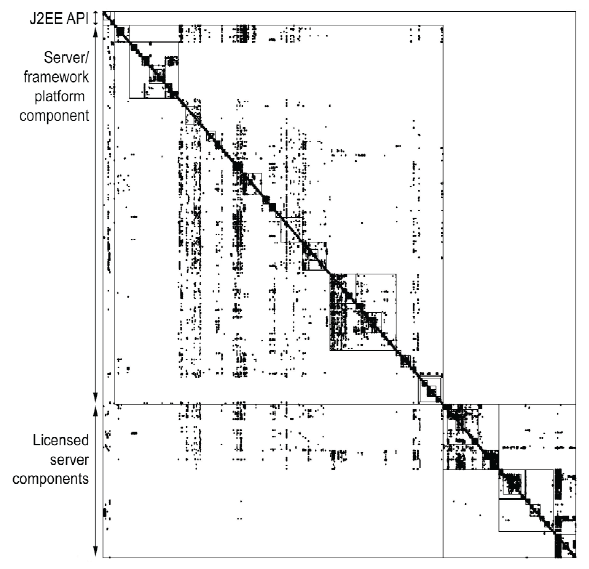 J2EE API
Server/
framework
platform
component
Licensed
server
components